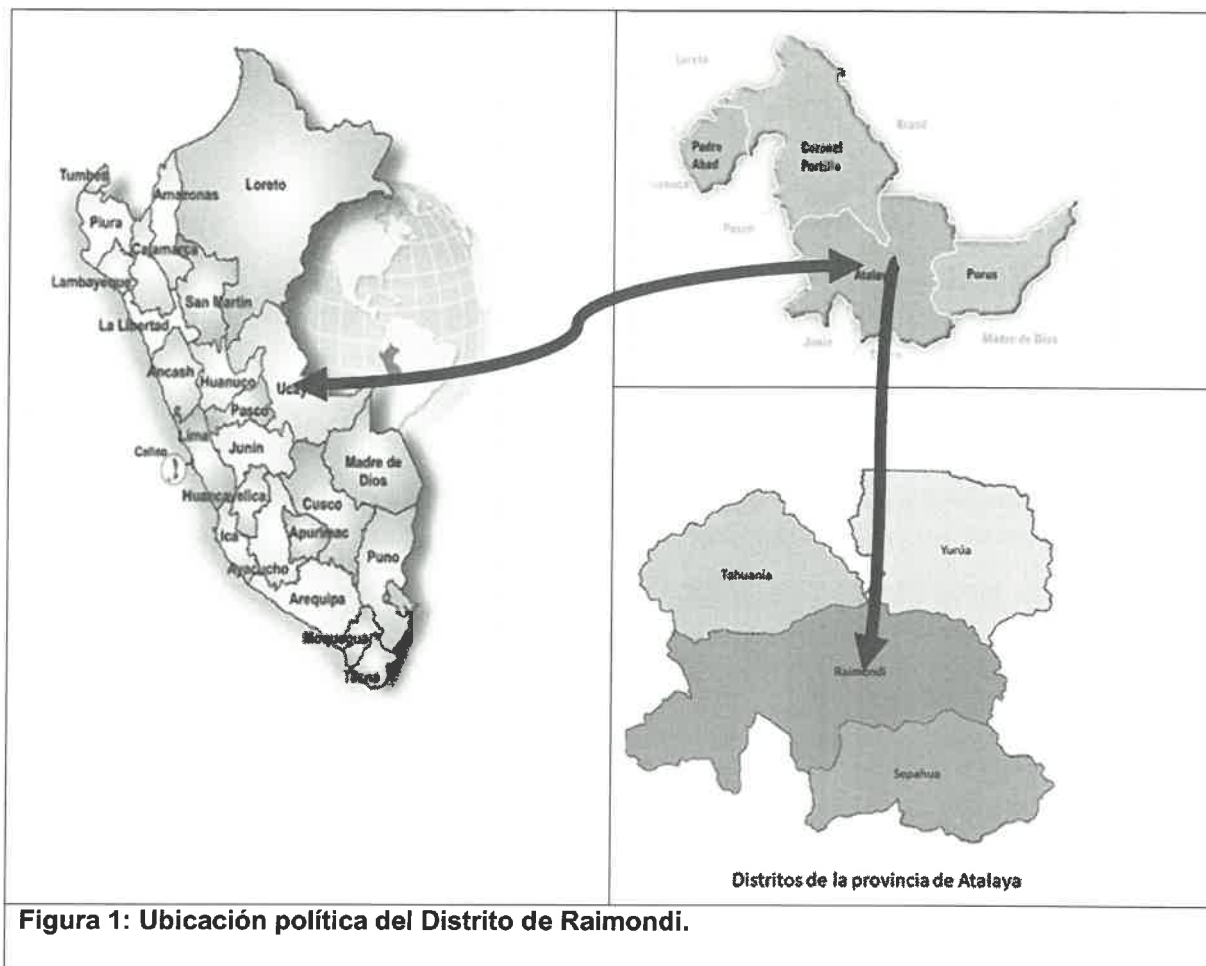 Tumbes
Amazonas
Loreto
Piura
Cajamarca
Lambayeque
San Martin
La Libertad
Ancash
Huanuco
Ucay
Pasco
Lima
Junin
Callao
Madre de
Dios
Huancavelica
Cusco
Ica
Apurimac
Ayacucho
Puno
Arequipa
Moquegua
Tacna
Loreto
Brasil
Padre
Abad
Coronel
Portillo
Pasco
Atalaya
Purus
Junin
Madre de Dios
Yurúa
Tahuania
Raimondi
Sepahua
Distritos de la provincia de Atalaya
Figura 1: Ubicación política del Distrito de Raimondi.